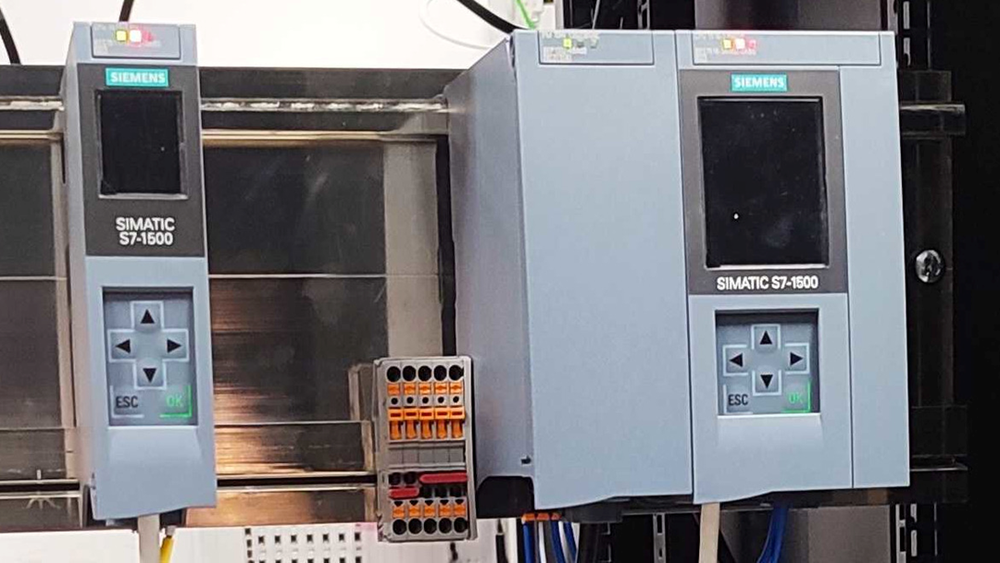 SIEMENS
SIMATIC
S7-1500
ESC
OK
SIEMENS
SIMATIC S7-1500
ESC
OK